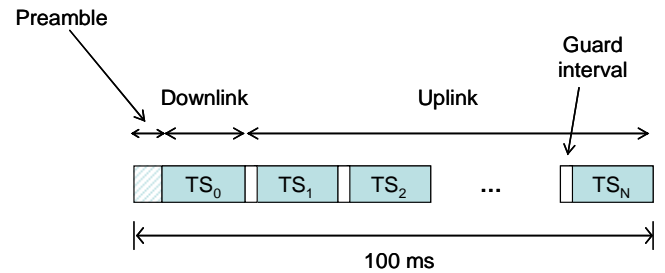 Preamble
Guard
interval
Downlink
Uplink
TS0
TS1
TS2
...
TSN
100 ms